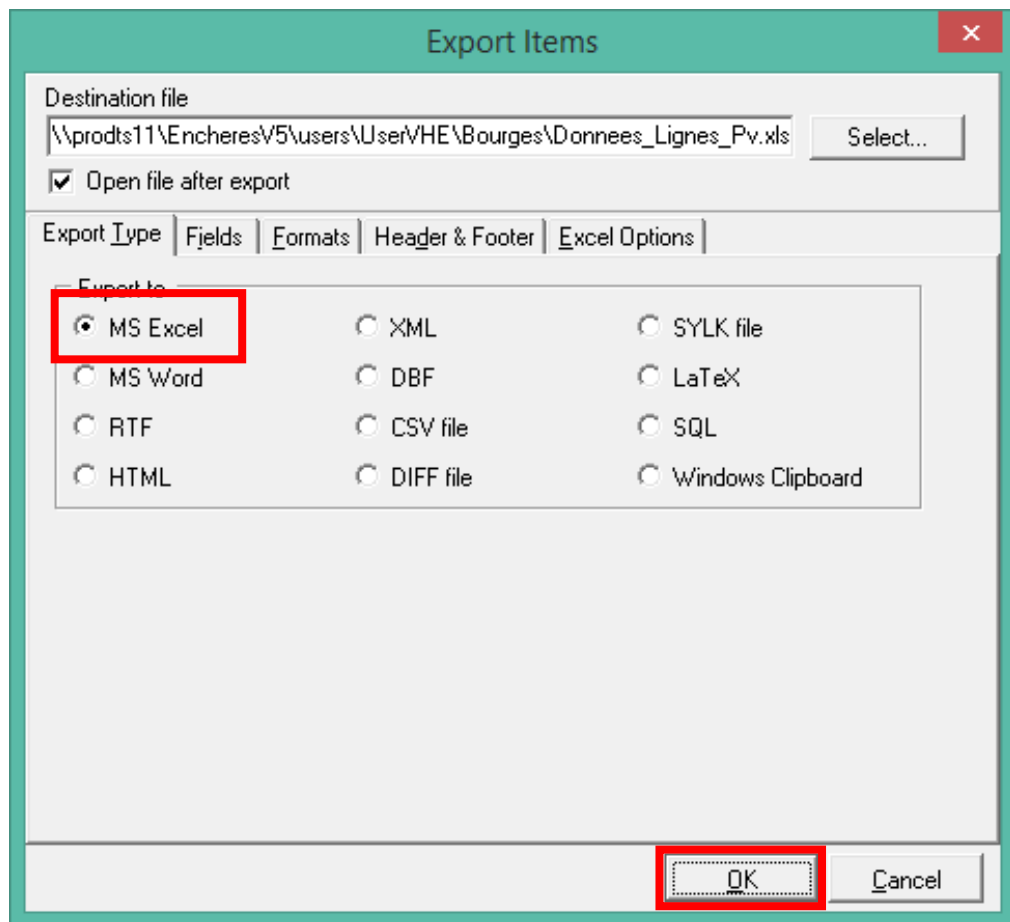 Export Items
Destination file
\\prodts11\EncheresV5\users\UserVHE\Bourges\Donnees_Lignes_Pv.xls Select...
Open file after export
Export Type Fields Formats Header & Footer Excel Options
Export to
MS Excel XML SYLK file
MS Word DBF LaTeX
RTF CSV file SQL
HTML DIFF file Windows Clipboard
OK Cancel